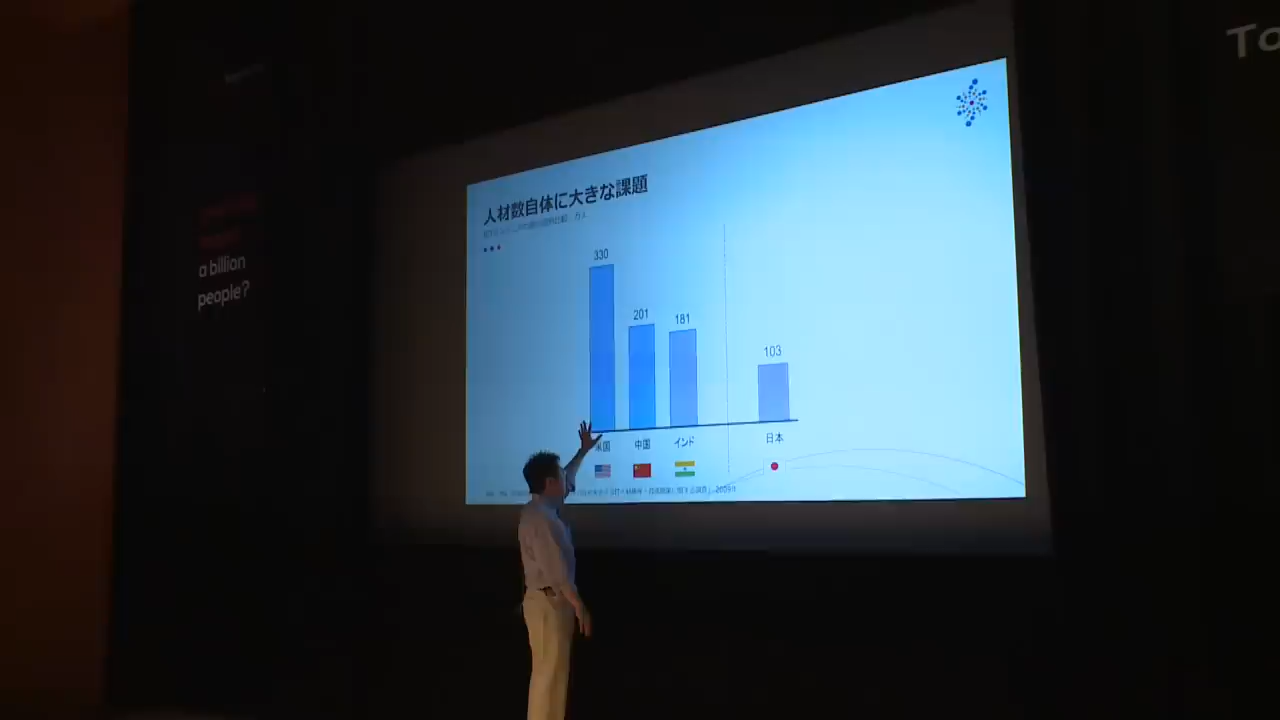 To
a billion
people?
人材数自体に大きな課題
330
201
181
103
米国
中国
インド
日本